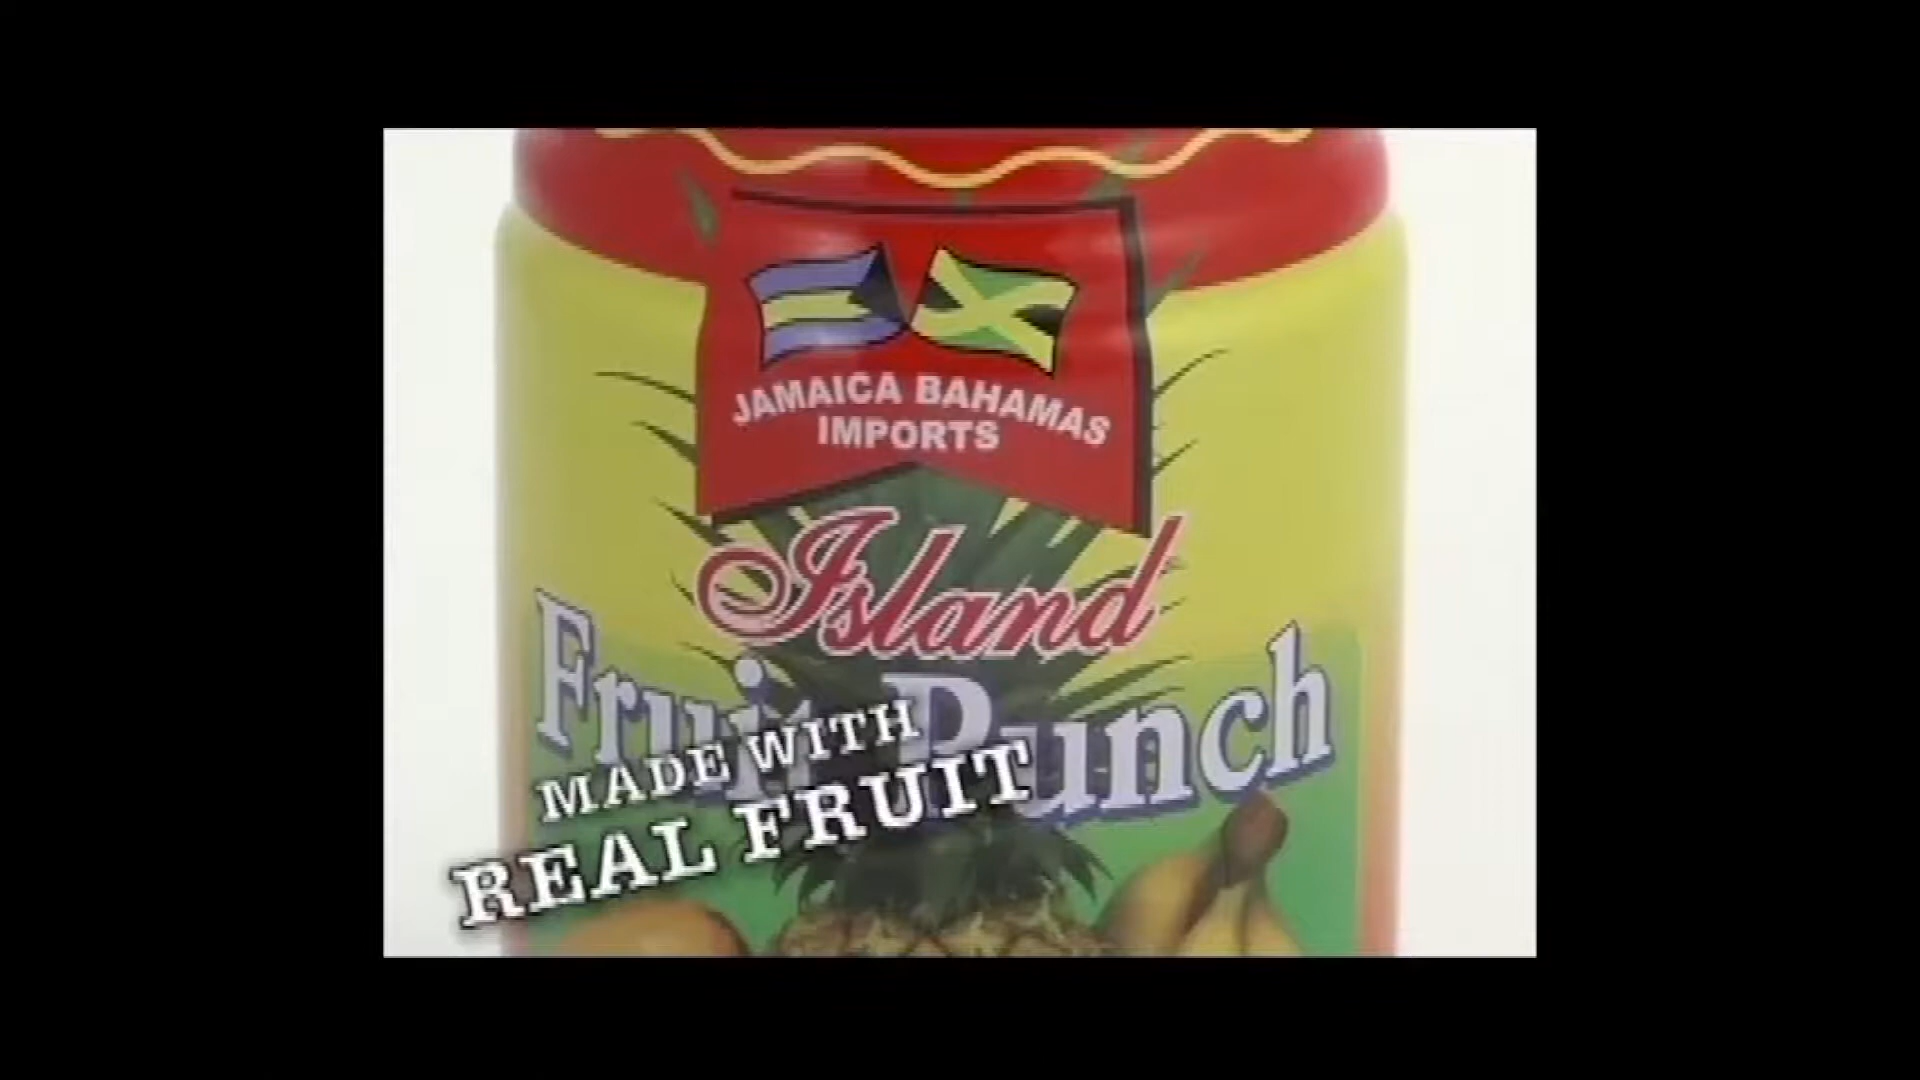 JAMAICA BAHAMAS
IMPORTS
Island
Fruit Punch
MADE WITH
REAL FRUIT